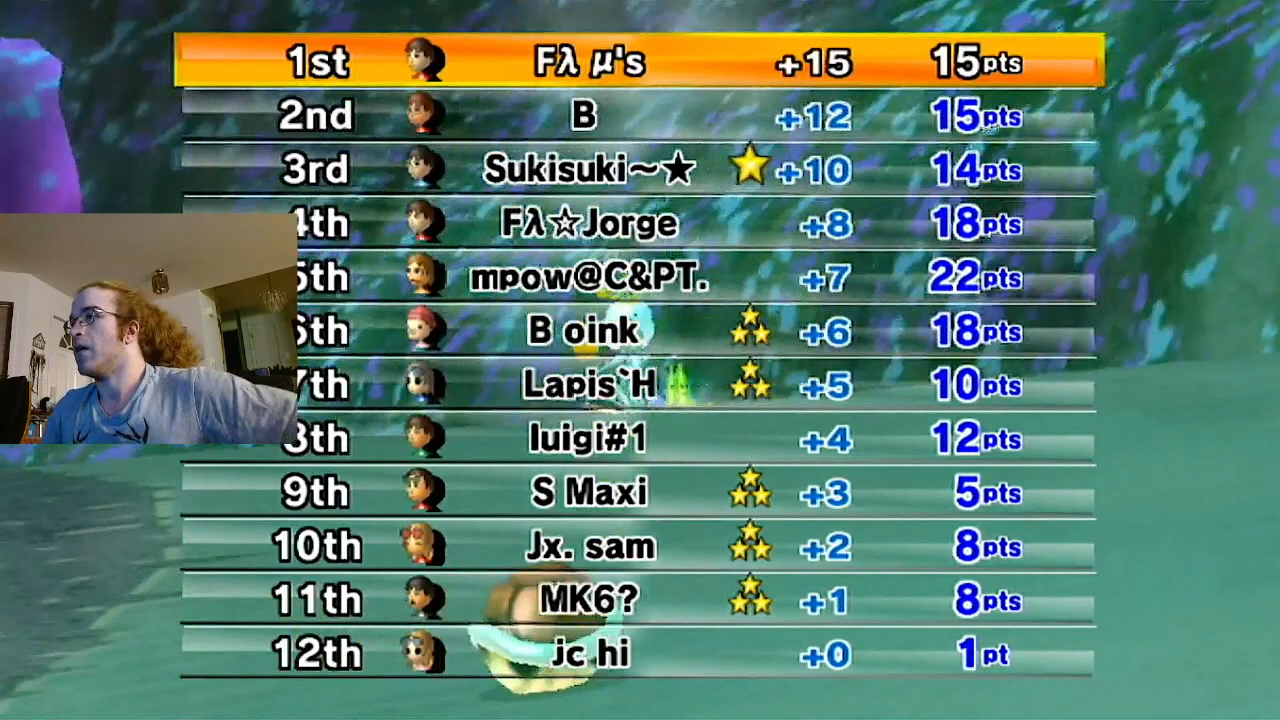 1st Fλ μ's +15 15pts
2nd B +12 15pts
3rd Sukisuki~★ +10 14pts
4th Fλ☆Jorge +8 18pts
5th mpow@C&PT. +7 22pts
6th B oink +6 18pts
7th Lapis`H +5 10pts
8th luigi#1 +4 12pts
9th S Maxi +3 5pts
10th Jx. sam +2 8pts
11th MK6? +1 8pts
12th jc hi +0 1pt